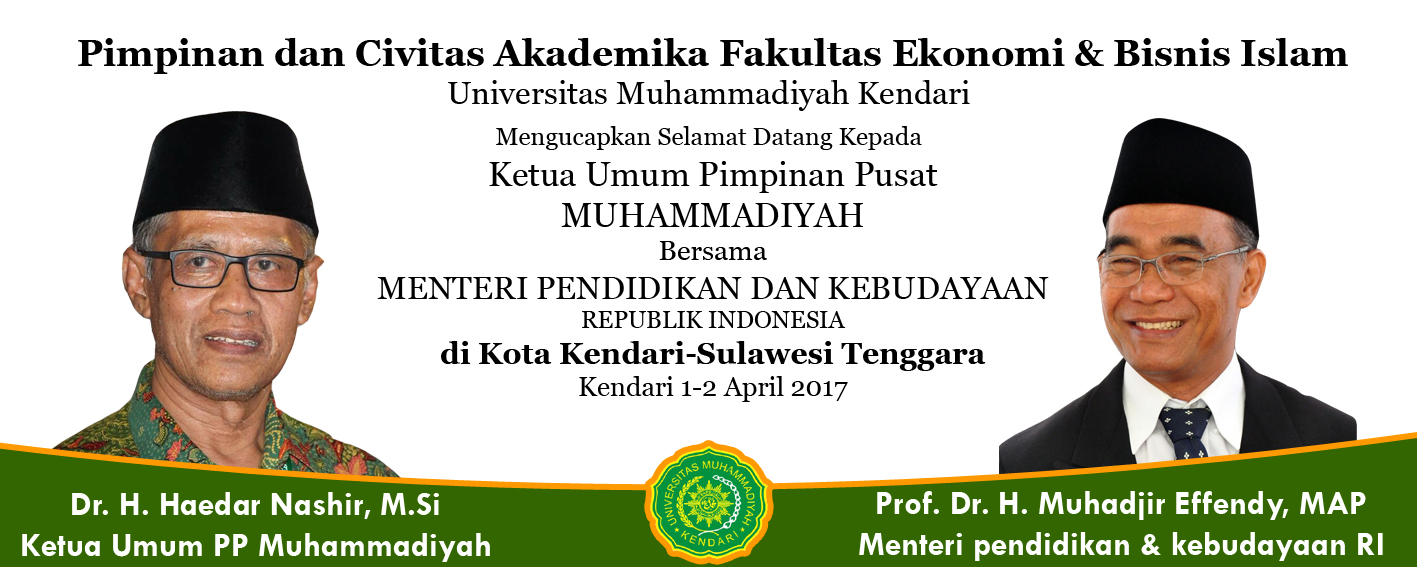 Pimpinan dan Civitas Akademika Fakultas Ekonomi & Bisnis Islam
Universitas Muhammadiyah Kendari
Mengucapkan Selamat Datang Kepada
Ketua Umum Pimpinan Pusat
MUHAMMADIYAH
Bersama
MENTERI PENDIDIKAN DAN KEBUDAYAAN
REPUBLIK INDONESIA
di Kota Kendari-Sulawesi Tenggara
Kendari 1-2 April 2017
Dr. H. Haedar Nashir, M.Si
Ketua Umum PP Muhammadiyah
UNIVERSITAS MUHAMMADIYAH
KENDARI
Prof. Dr. H. Muhadjir Effendy, MAP
Menteri pendidikan & kebudayaan RI